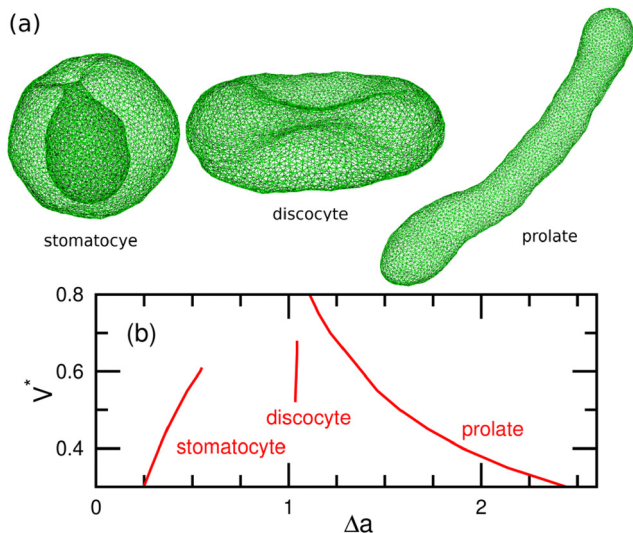 (a)
stomatocye
discocyte
prolate
(b)
0.8
0.6
0.4
V*
stomatocyte
discocyte
prolate
0
1
2
Δa